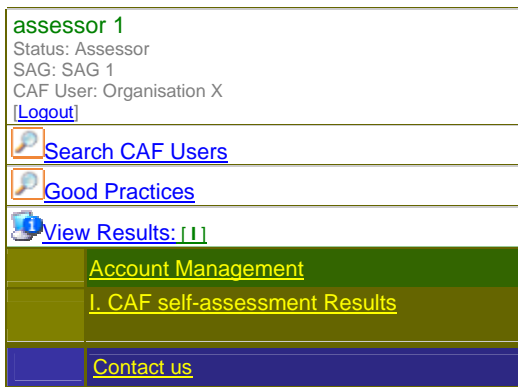 assessor 1
Status: Assessor
SAG: SAG 1
CAF User: Organisation X
[Logout]
Search CAF Users
Good Practices
View Results: [ I ]
Account Management
I. CAF self-assessment Results
Contact us